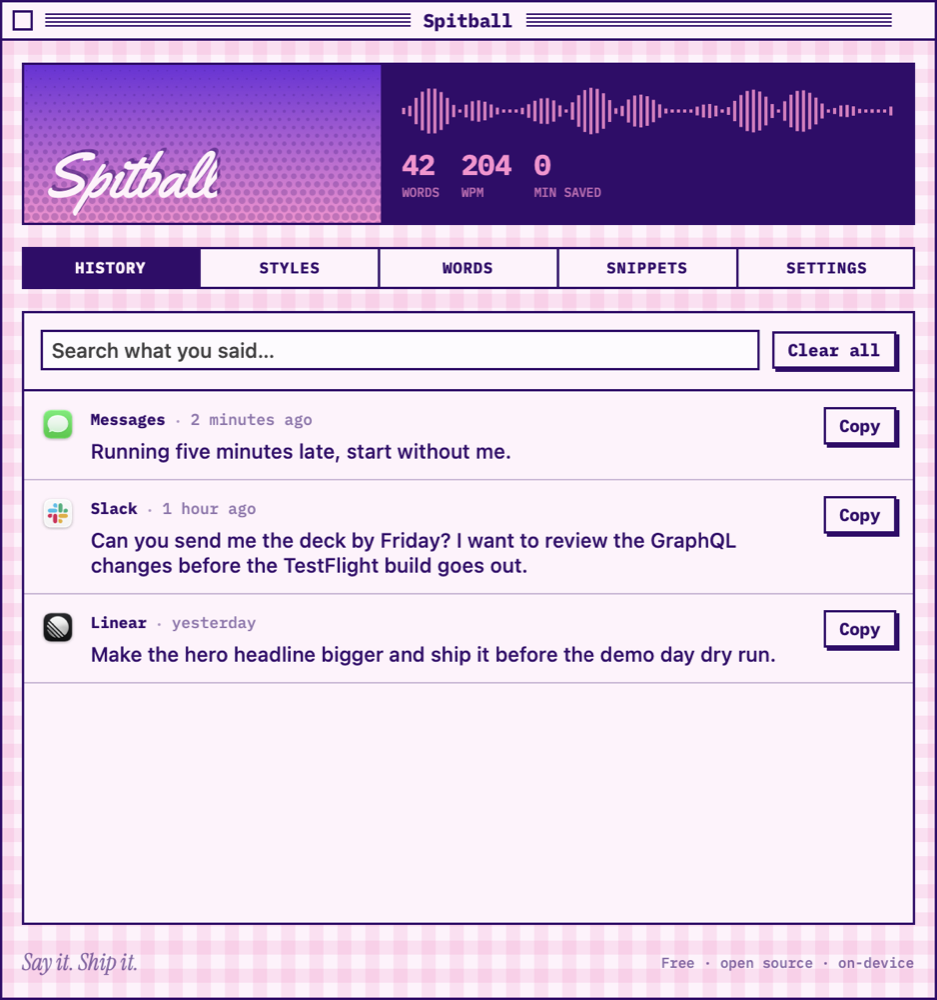 Spitball
Spitball
42 204 0
WORDS WPM MIN SAVED
HISTORY STYLES WORDS SNIPPETS SETTINGS
Search what you said... Clear all
Messages · 2 minutes ago Copy
Running five minutes late, start without me.
Slack · 1 hour ago Copy
Can you send me the deck by Friday? I want to review the GraphQL
changes before the TestFlight build goes out.
Linear · yesterday Copy
Make the hero headline bigger and ship it before the demo day dry run.
Say it. Ship it. Free · open source · on-device